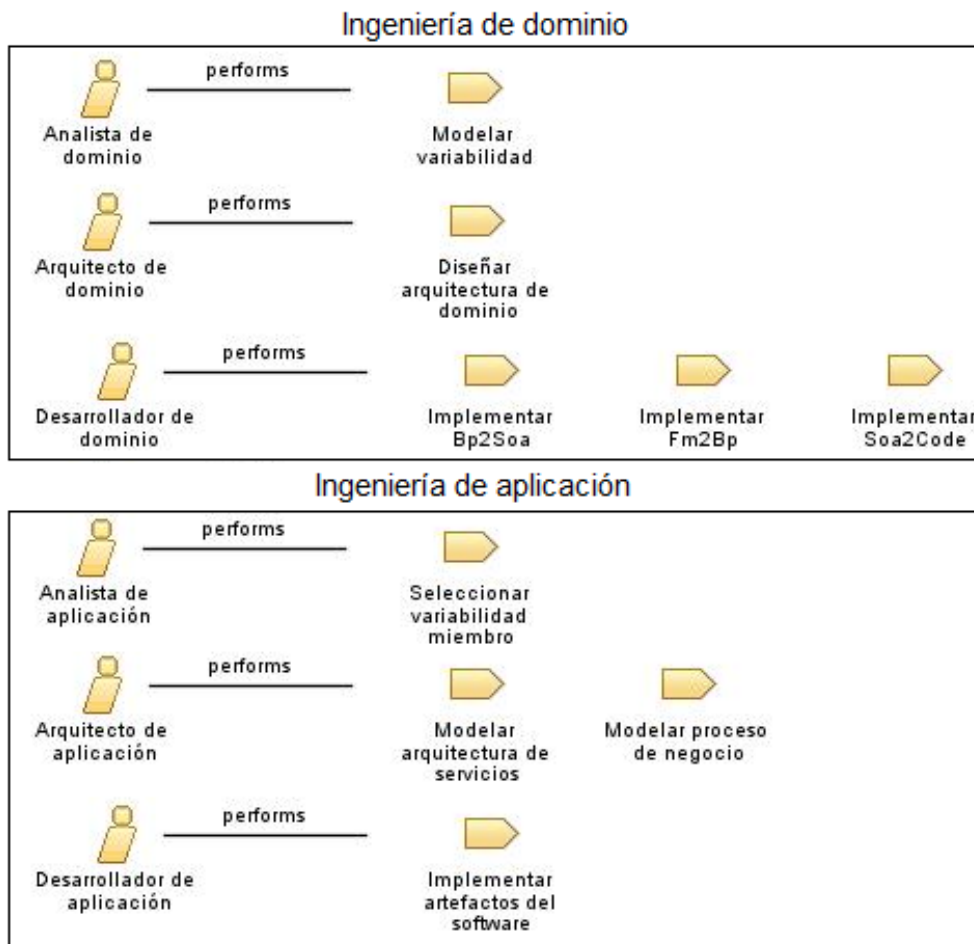 Ingeniería de dominio
performs
Analista de
dominio
Modelar
variabilidad
performs
Arquitecto de
dominio
Diseñar
arquitectura de
dominio
performs
Desarrollador de
dominio
Implementar
Bp2Soa
Implementar
Fm2Bp
Implementar
Soa2Code
Ingeniería de aplicación
performs
Analista de
aplicación
Seleccionar
variabilidad
miembro
performs
Arquitecto de
aplicación
Modelar
arquitectura de
servicios
Modelar proceso
de negocio
performs
Desarrollador de
aplicación
Implementar
artefactos del
software